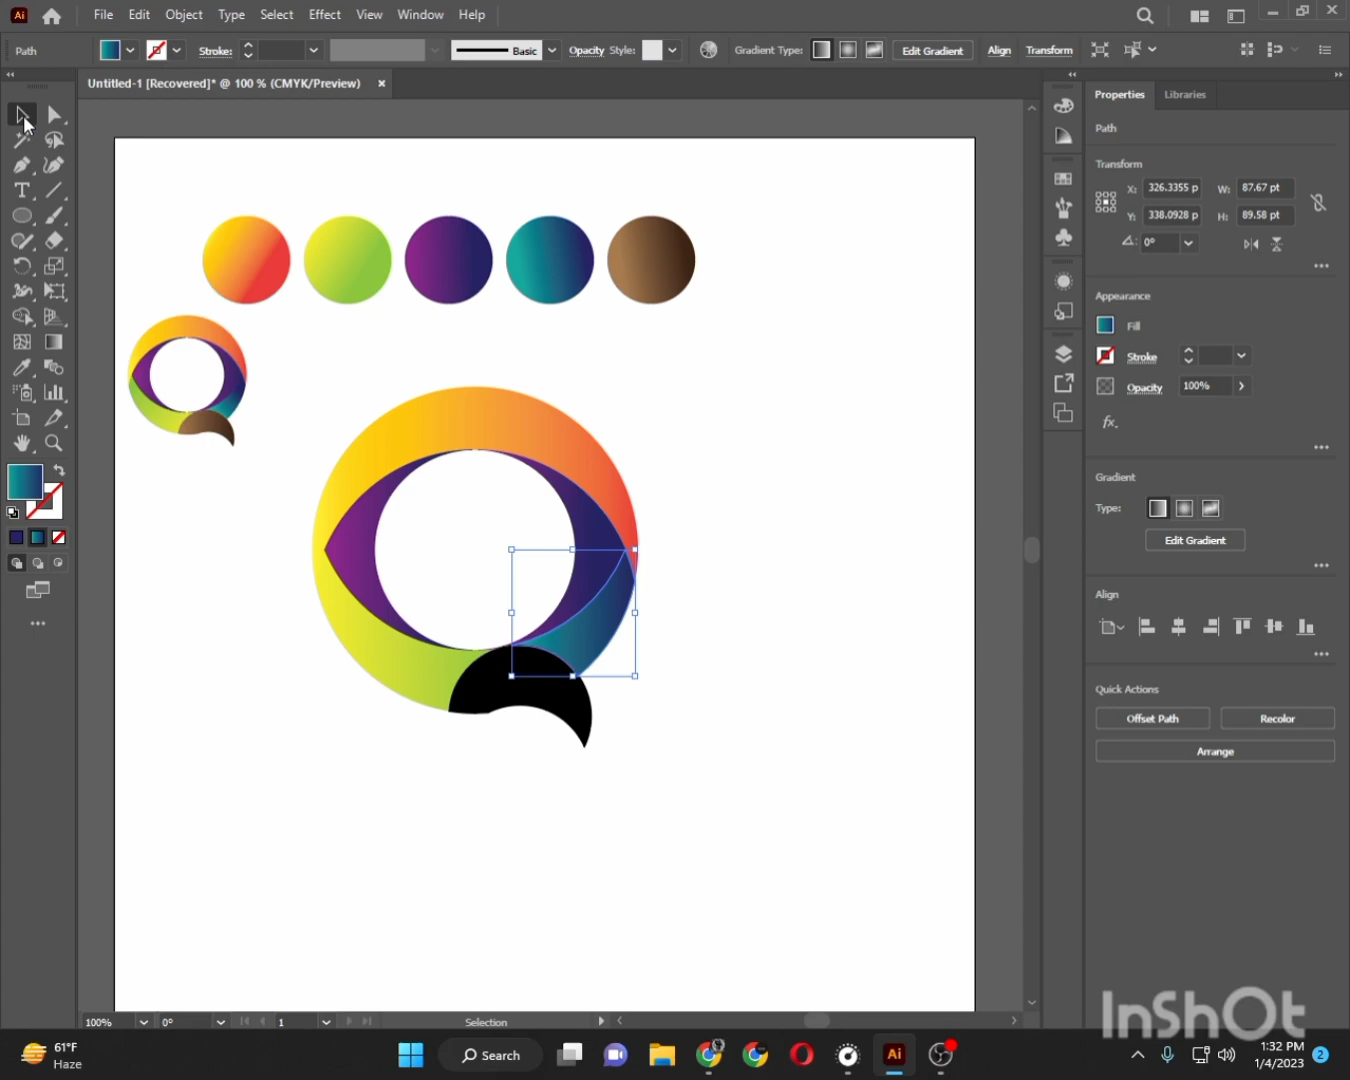 Ai File Edit Object Type Select Effect View Window Help
Path Stroke: Basic Opacity Style: Gradient Type: Edit Gradient Align Transform
Untitled-1 [Recovered]* @ 100 % (CMYK/Preview) ×
Properties Libraries
Path
Transform
X: 326.3355 p W: 87.67 pt
Y: 338.0928 p H: 89.58 pt
0°
Appearance
Fill
Stroke
Opacity 100%
fx.
Gradient
Type:
Edit Gradient
Align
Quick Actions
Offset Path Recolor
Arrange
InShOt
100% 0° 1 Selection
61°F
Haze
Search
Ai
1:32 PM
1/4/2023
2